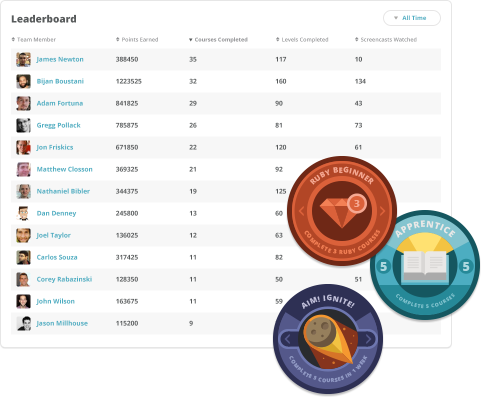 Leaderboard
All Time
Team Member Points Earned Courses Completed Levels Completed Screencasts Watched
James Newton 388450 35 117 10
Bijan Boustani 1223525 32 160 134
Adam Fortuna 841825 29 90 43
Gregg Pollack 785875 26 81 73
Jon Friskics 671850 22 120 61
Matthew Closson 369325 21 92
Nathaniel Bibler 344375 19 125
Dan Denney 245800 13 60
Joel Taylor 136025 12 63
Carlos Souza 317425 11 82
Corey Rabazinski 128350 11 50 51
John Wilson 163675 11 59
Jason Millhouse 115200 9
RUBY BEGINNER
3
COMPLETE 3 RUBY COURSES
APPRENTICE
5 5
COMPLETE 5 COURSES
AIM! IGNITE!
COMPLETE 5 COURSES IN 1 WEEK